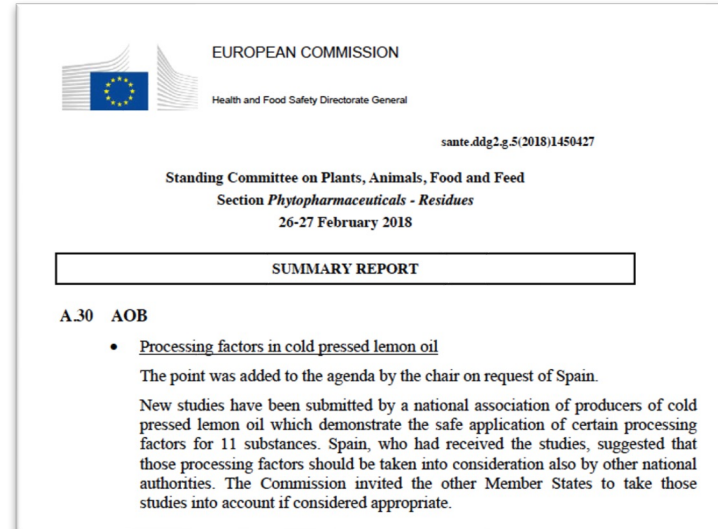 EUROPEAN COMMISSION
Health and Food Safety Directorate General
sante.ddg2.g.5(2018)1450427
Standing Committee on Plants, Animals, Food and Feed
Section Phytopharmaceuticals - Residues
26-27 February 2018
SUMMARY REPORT
A.30 AOB
• Processing factors in cold pressed lemon oil
The point was added to the agenda by the chair on request of Spain.
New studies have been submitted by a national association of producers of cold
pressed lemon oil which demonstrate the safe application of certain processing
factors for 11 substances. Spain, who had received the studies, suggested that
those processing factors should be taken into consideration also by other national
authorities. The Commission invited the other Member States to take those
studies into account if considered appropriate.